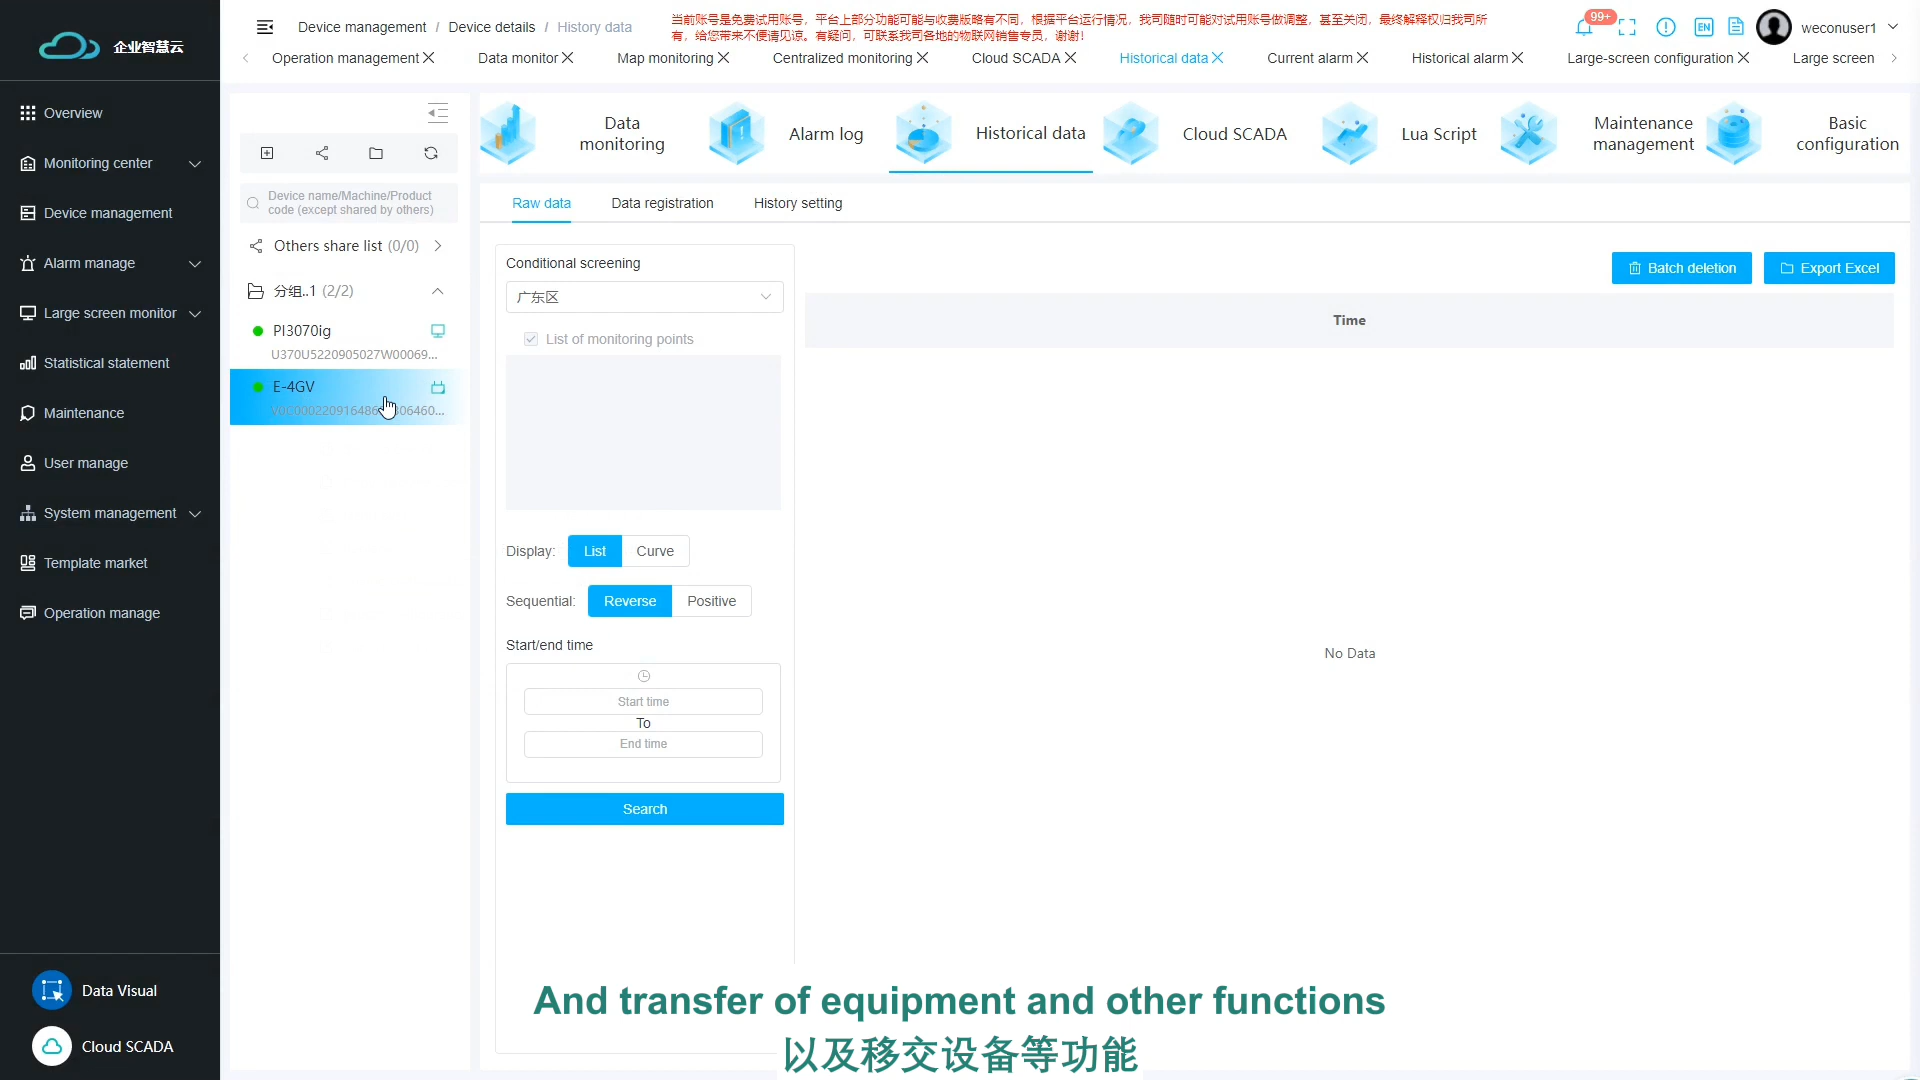 企业智慧云
Overview
Monitoring center
Device management
Alarm manage
Large screen monitor
Statistical statement
Maintenance
User manage
System management
Template market
Operation manage
Data Visual
Cloud SCADA
Device management / Device details / History data
当前账号是免费试用账号，平台上部分功能可能与收费版略有不同，根据平台运行情况，我司随时可能对试用账号做调整，甚至关闭，最终解释权归我司所
有，给您带来不便请见谅。有疑问，可联系我司各地的物联网销售专员，谢谢！
99+
EN
weconuser1
Operation management Data monitor Map monitoring Centralized monitoring Cloud SCADA Historical data Current alarm Historical alarm Large-screen configuration Large screen
Device name/Machine/Product
code (except shared by others)
Others share list (0/0)
分组..1 (2/2)
PI3070ig
U370U5220905027W00069...
E-4GV
Data
monitoring
Alarm log
Historical data
Cloud SCADA
Lua Script
Maintenance
management
Basic
configuration
Raw data Data registration History setting
Conditional screening
广东区
List of monitoring points
Display: List Curve
Sequential: Reverse Positive
Start/end time
Start time
To
End time
Search
Batch deletion Export Excel
Time
No Data
And transfer of equipment and other functions
以及移交设备等功能